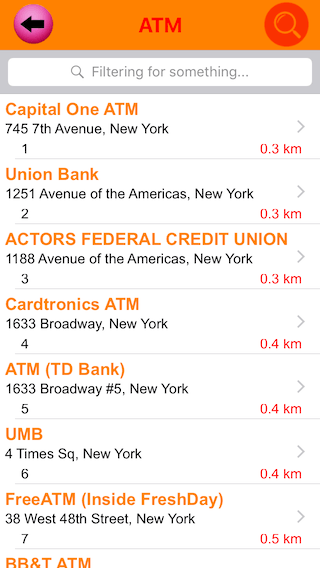 ATM
Filtering for something...
Capital One ATM
745 7th Avenue, New York
1 0.3 km
Union Bank
1251 Avenue of the Americas, New York
2 0.3 km
ACTORS FEDERAL CREDIT UNION
1188 Avenue of the Americas, New York
3 0.3 km
Cardtronics ATM
1633 Broadway, New York
4 0.4 km
ATM (TD Bank)
1633 Broadway #5, New York
5 0.4 km
UMB
4 Times Sq, New York
6 0.4 km
FreeATM (Inside FreshDay)
38 West 48th Street, New York
7 0.5 km
BB&T ATM